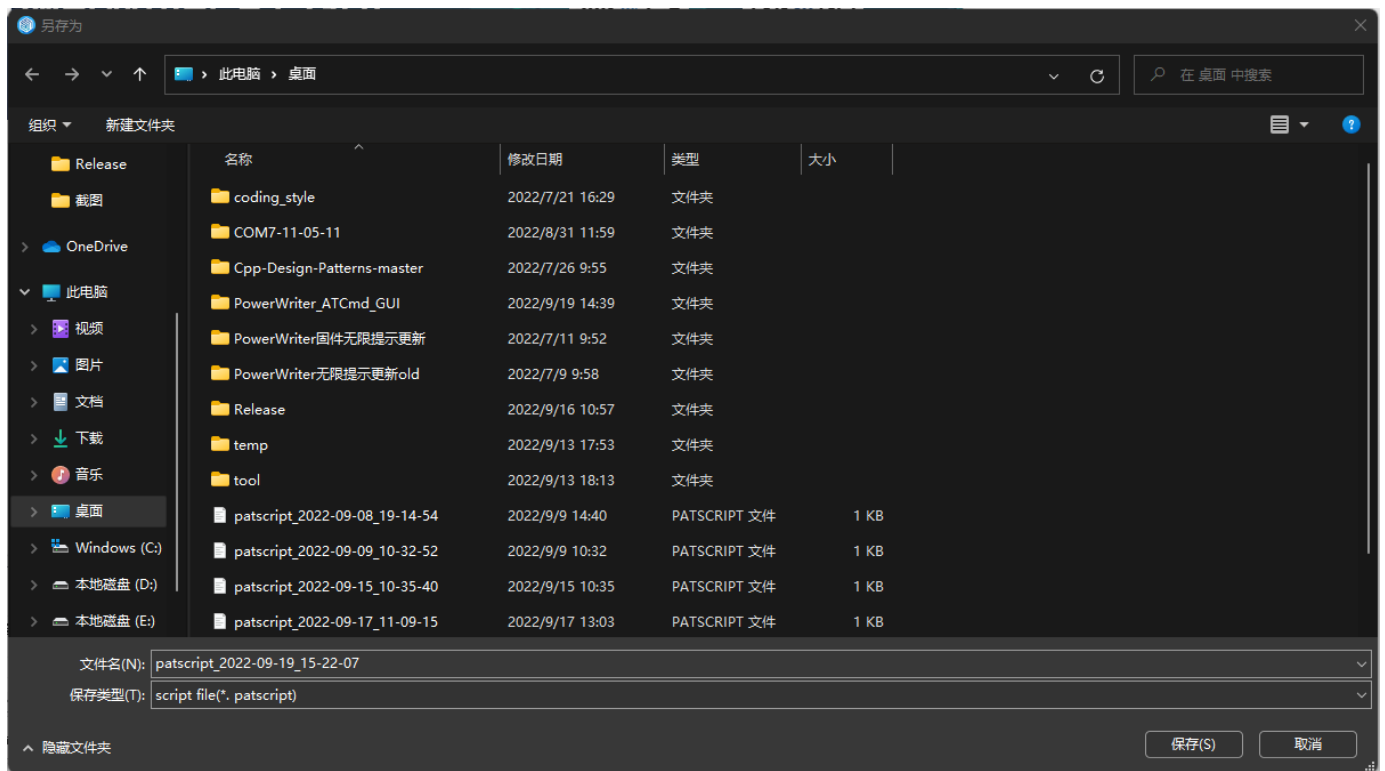 另存为
此电脑 › 桌面
在 桌面 中搜索
组织 新建文件夹
名称 修改日期 类型 大小
Release
截图
OneDrive
此电脑
视频
图片
文档
下载
音乐
桌面
Windows (C:)
本地磁盘 (D:)
本地磁盘 (E:)
coding_style 2022/7/21 16:29 文件夹
COM7-11-05-11 2022/8/31 11:59 文件夹
Cpp-Design-Patterns-master 2022/7/26 9:55 文件夹
PowerWriter_ATCmd_GUI 2022/9/19 14:39 文件夹
PowerWriter固件无限提示更新 2022/7/11 9:52 文件夹
PowerWriter无限提示更新old 2022/7/9 9:58 文件夹
Release 2022/9/16 10:57 文件夹
temp 2022/9/13 17:53 文件夹
tool 2022/9/13 18:13 文件夹
patscript_2022-09-08_19-14-54 2022/9/9 14:40 PATSCRIPT 文件 1 KB
patscript_2022-09-09_10-32-52 2022/9/9 10:32 PATSCRIPT 文件 1 KB
patscript_2022-09-15_10-35-40 2022/9/15 10:35 PATSCRIPT 文件 1 KB
patscript_2022-09-17_11-09-15 2022/9/17 13:03 PATSCRIPT 文件 1 KB
文件名(N): patscript_2022-09-19_15-22-07
保存类型(T): script file(*. patscript)
隐藏文件夹 保存(S) 取消